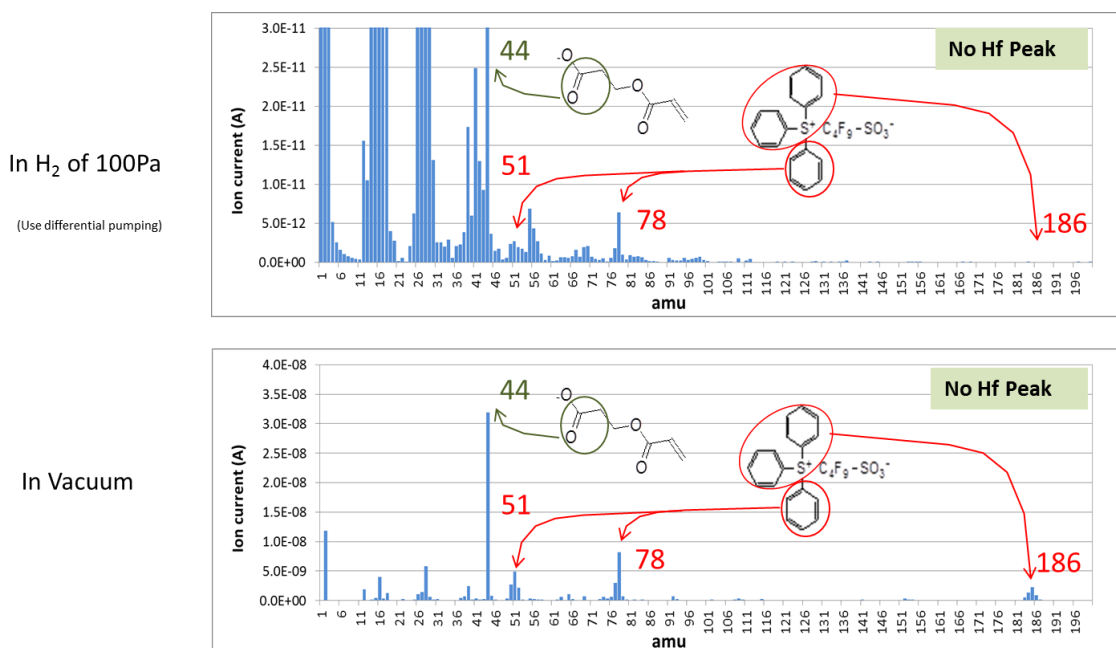 In H2 of 100Pa
(Use differential pumping)
3.0E-11
2.5E-11
2.0E-11
1.5E-11
1.0E-11
5.0E-12
0.0E+00
Ion current (A)
44
-O
O
O
O
51
78
S+ C4F9-SO3-
186
No Hf Peak
1 6 11 16 21 26 31 36 41 46 51 56 61 66 71 76 81 86 91 96 101 106 111 116 121 126 131 136 141 146 151 156 161 166 171 176 181 186 191 196
amu
In Vacuum
4.0E-08
3.5E-08
3.0E-08
2.5E-08
2.0E-08
1.5E-08
1.0E-08
5.0E-09
0.0E+00
Ion current (A)
44
-O
O
O
O
51
78
S+ C4F9-SO3-
186
No Hf Peak
1 6 11 16 21 26 31 36 41 46 51 56 61 66 71 76 81 86 91 96 101 106 111 116 121 126 131 136 141 146 151 156 161 166 171 176 181 186 191 196
amu